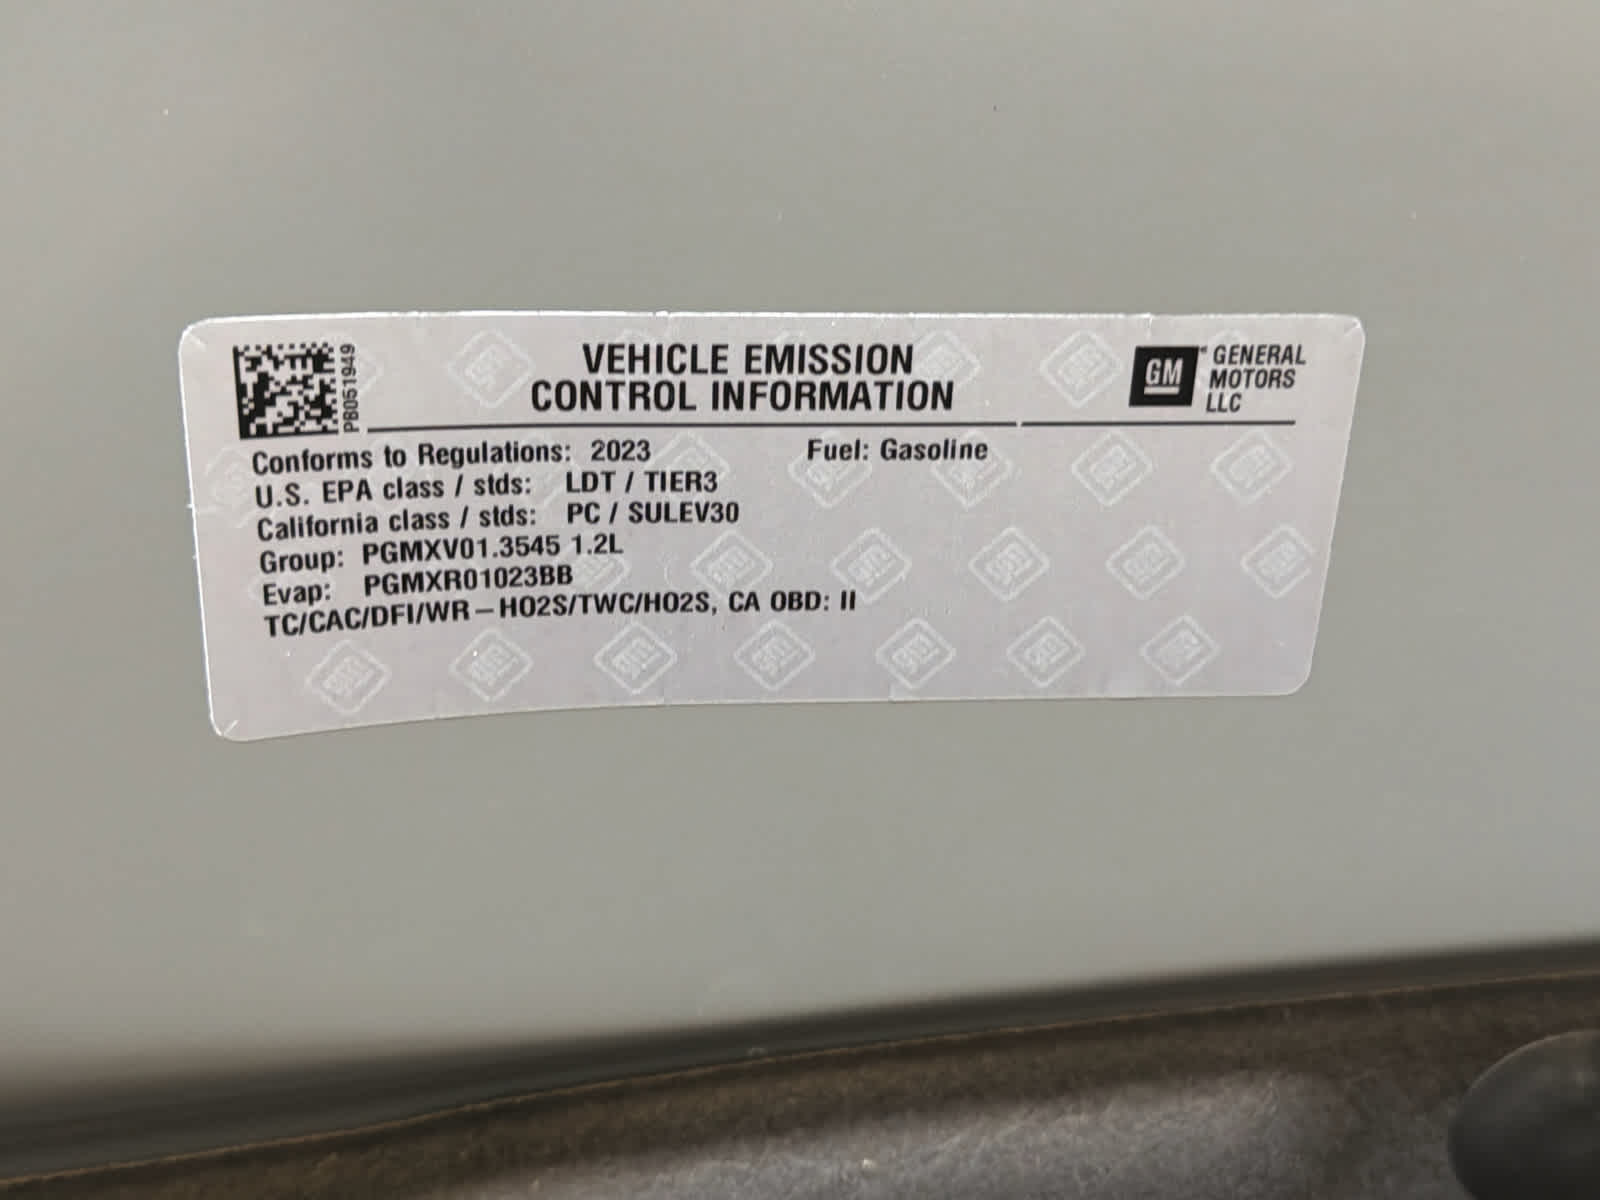 PB051949
VEHICLE EMISSION
CONTROL INFORMATION
GM
GENERAL
MOTORS
LLC
Conforms to Regulations: 2023 Fuel: Gasoline
U.S. EPA class / stds: LDT / TIER3
California class / stds: PC / SULEV30
Group: PGMXV01.3545 1.2L
Evap: PGMXR01023BB
TC/CAC/DFI/WR – HO2S/TWC/HO2S, CA OBD: II